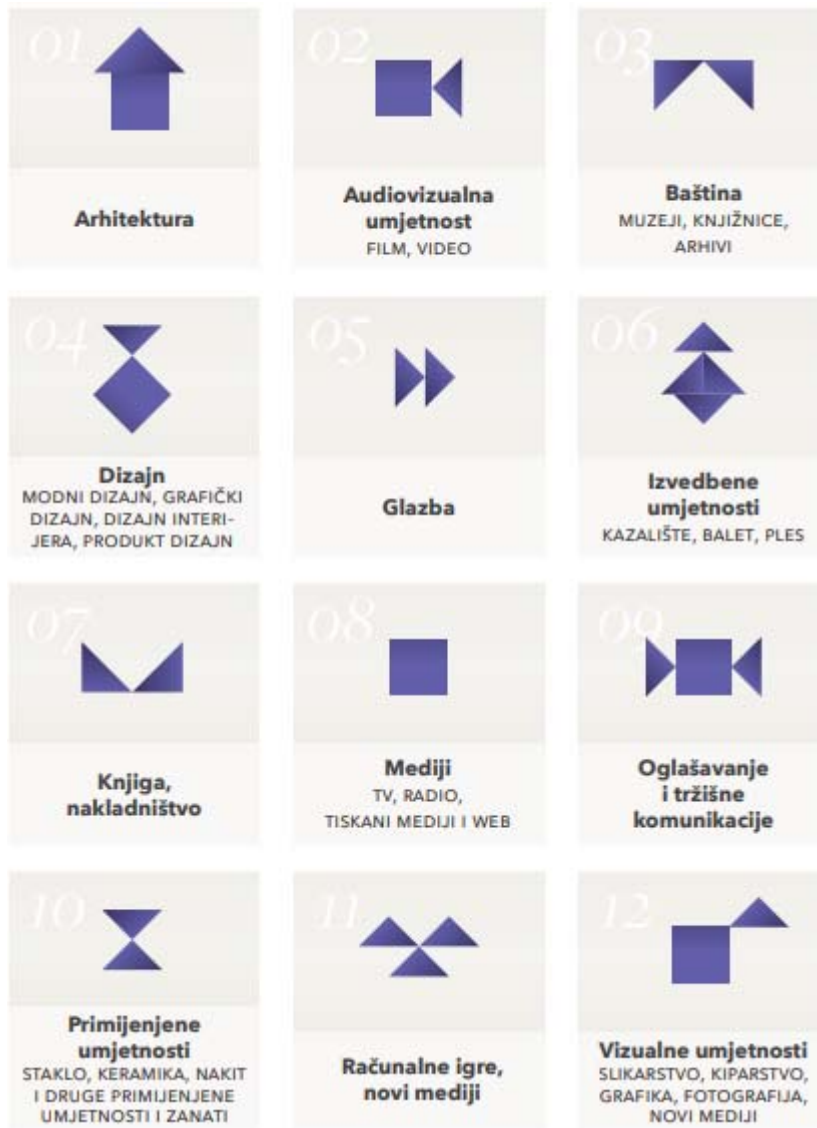 01
Arhitektura
02
Audiovizualna
umjetnost
FILM, VIDEO
03
Baština
MUZEJI, KNJIŽNICE,
ARHIVI
04
Dizajn
MODNI DIZAJN, GRAFIČKI
DIZAJN, DIZAJN INTERI-
JERA, PRODUKT DIZAJN
05
Glazba
06
Izvedbene
umjetnosti
KAZALIŠTE, BALET, PLES
07
Knjiga,
nakladništvo
08
Mediji
TV, RADIO,
TISKANI MEDIJI I WEB
09
Oglašavanje
i tržišne
komunikacije
10
Primijenjene
umjetnosti
STAKLO, KERAMIKA, NAKIT
I DRUGE PRIMIJENJENE
UMJETNOSTI I ZANATI
11
Računalne igre,
novi mediji
12
Vizualne umjetnosti
SLIKARSTVO, KIPARSTVO,
GRAFIKA, FOTOGRAFIJA,
NOVI MEDIJI